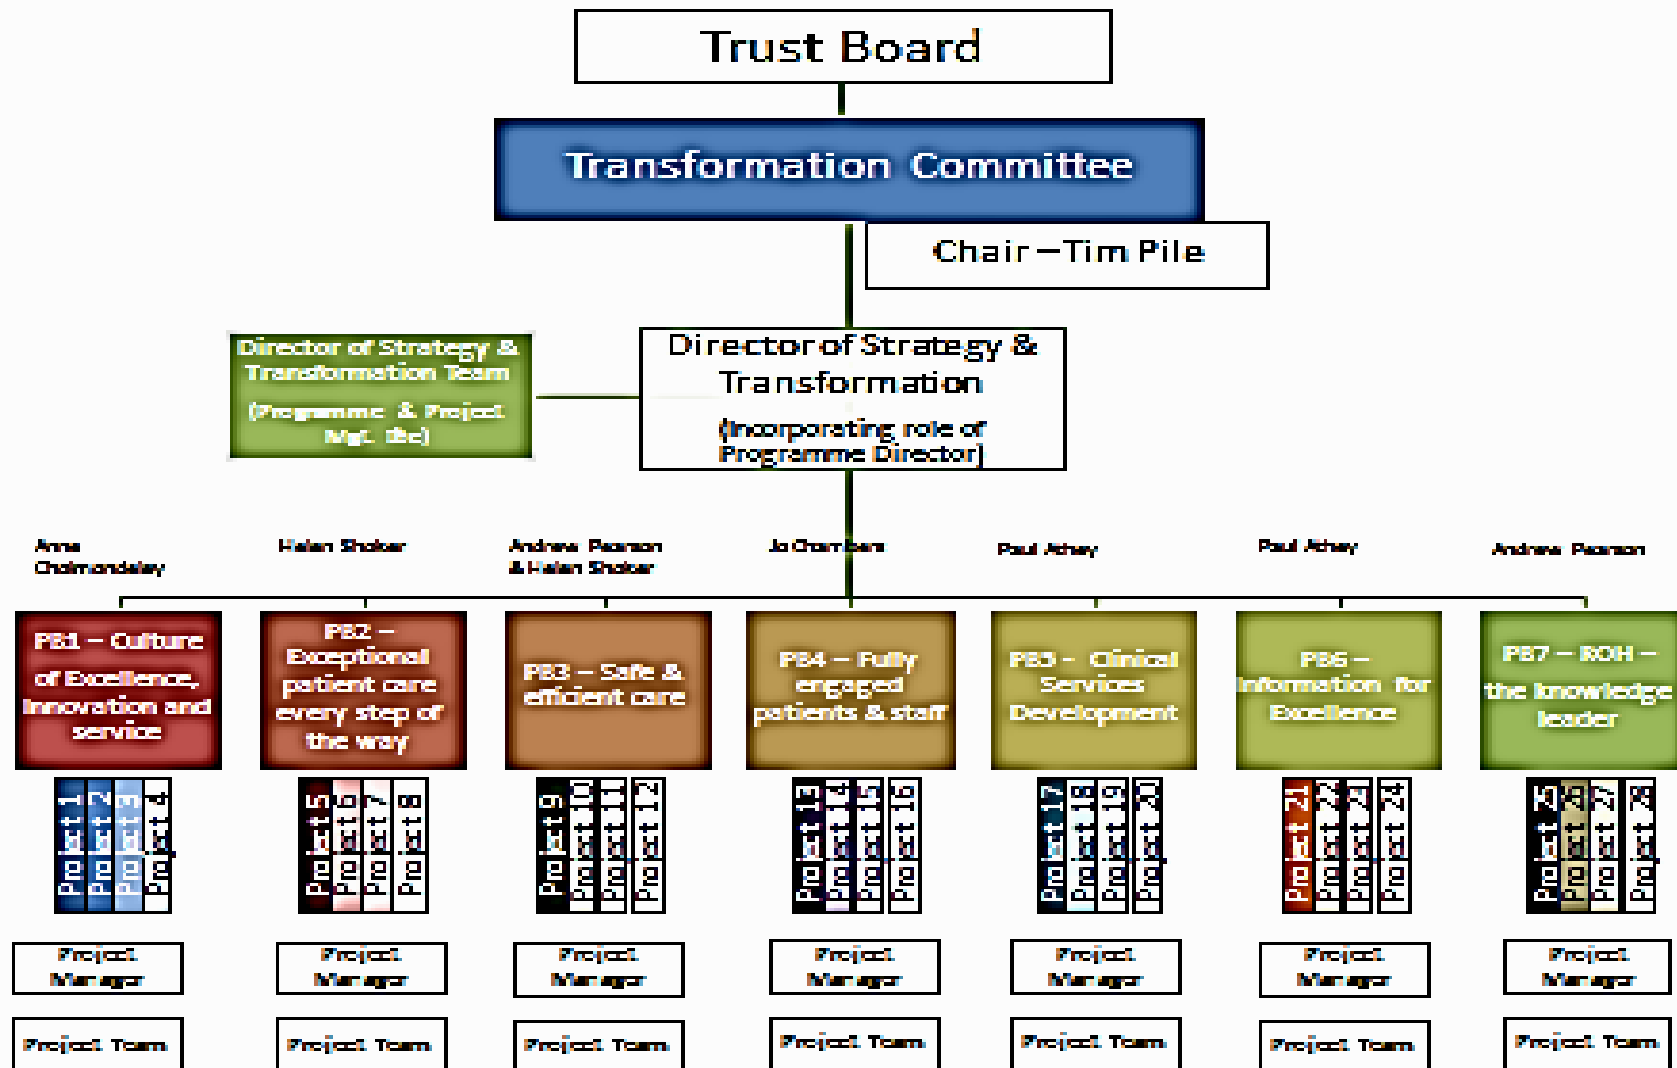 Trust Board
Transformation Committee
Chair – Tim Pile
Director of Strategy &
Transformation Team
(Programme & Project
Mgt. tbc)
Director of Strategy &
Transformation
(Incorporating role of
Programme Director)
Anne
Cholmondeley
Helen Shoker
Andrew Pearson
& Helen Shoker
Jo Chambers
Paul Athey
Paul Athey
Andrew Pearson
PB1 – Culture
of Excellence,
Innovation and
service
PB2 –
Exceptional
patient care
every step of
the way
PB3 – Safe &
efficient care
PB4 – Fully
engaged
patients & staff
PB5 - Clinical
Services
Development
PB6 –
Information for
Excellence
PB7 – ROH –
the knowledge
leader
Project 1
Project 2
Project 3
Project 4
Project 5
Project 6
Project 7
Project 8
Project 9
Project 10
Project 11
Project 12
Project 13
Project 14
Project 15
Project 16
Project 17
Project 18
Project 19
Project 20
Project 21
Project 22
Project 23
Project 24
Project 25
Project 26
Project 27
Project 28
Project
Manager
Project
Manager
Project
Manager
Project
Manager
Project
Manager
Project
Manager
Project
Manager
Project Team
Project Team
Project Team
Project Team
Project Team
Project Team
Project Team